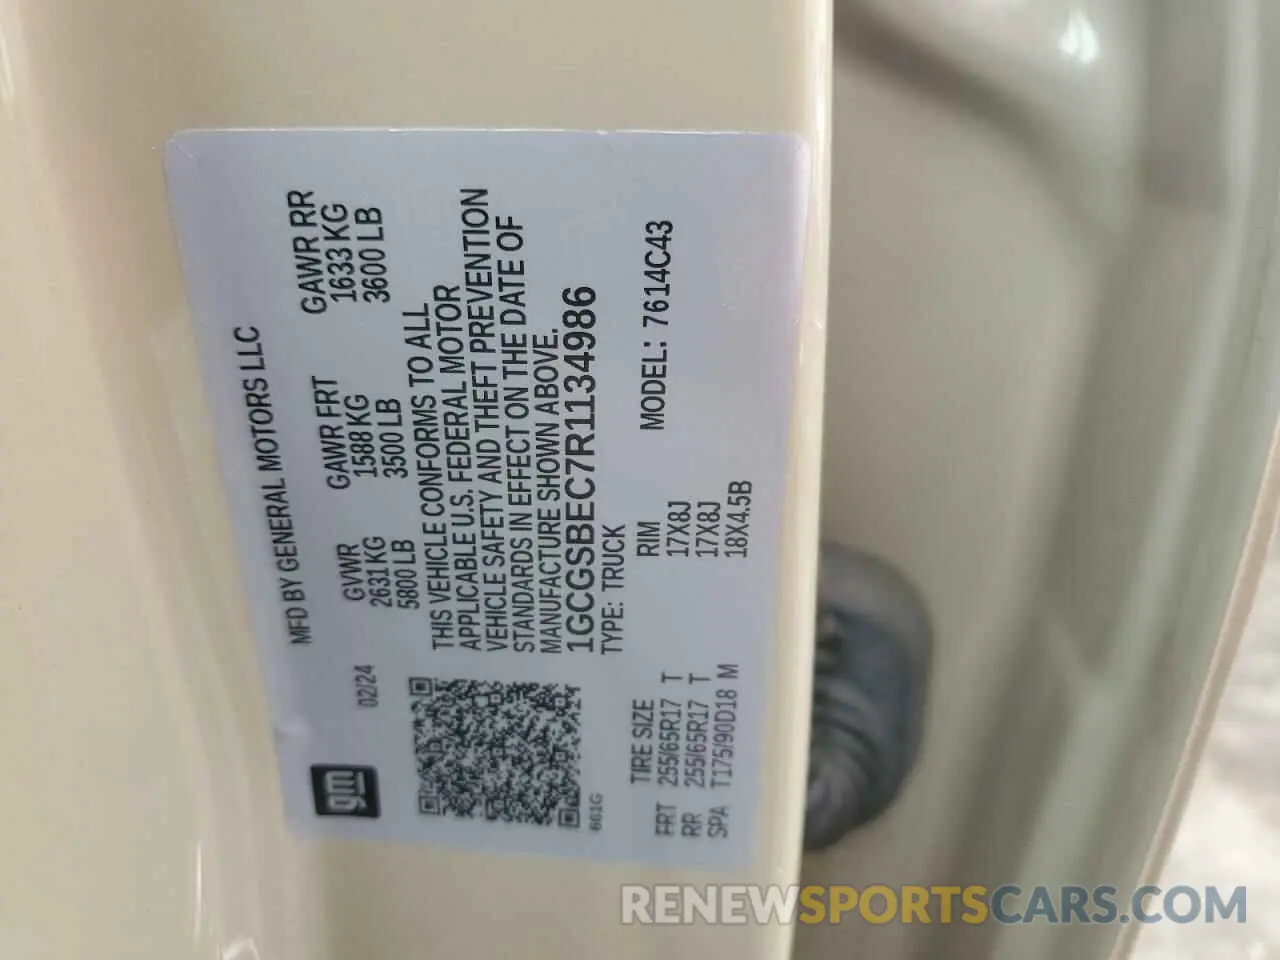 MFD BY GENERAL MOTORS LLC
gm
02/24
GVWR GAWR FRT GAWR RR
2631 KG 1588 KG 1633 KG
5800 LB 3500 LB 3600 LB
THIS VEHICLE CONFORMS TO ALL
APPLICABLE U.S. FEDERAL MOTOR
VEHICLE SAFETY AND THEFT PREVENTION
STANDARDS IN EFFECT ON THE DATE OF
MANUFACTURE SHOWN ABOVE.
1GCGSBEC7R1134986
661G
TYPE: TRUCK MODEL: 7614C43
TIRE SIZE RIM
FRT 255/65R17 T 17X8J
RR 255/65R17 T 17X8J
SPA T175/90D18 M 18X4.5B
RENEWSPORTSCARS.COM